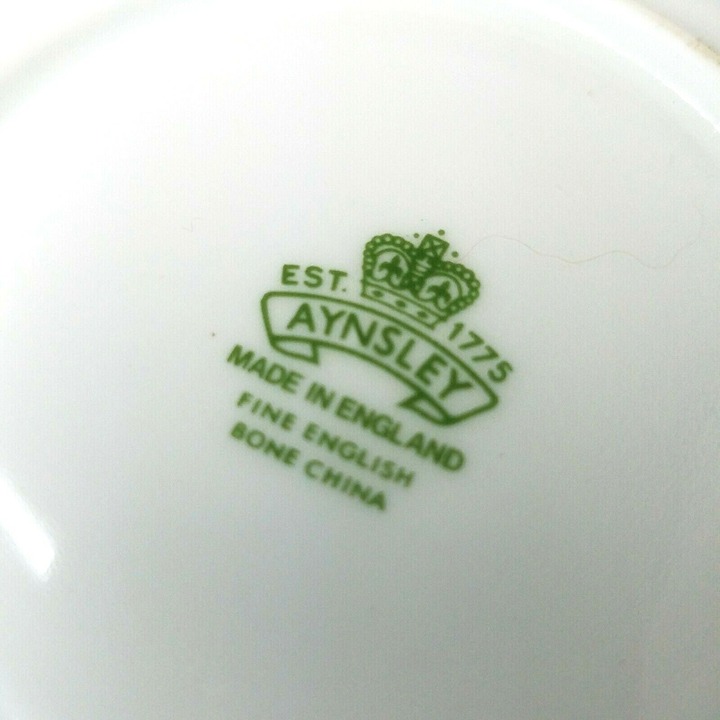 EST. 1775
AYNSLEY
MADE IN ENGLAND
FINE ENGLISH
BONE CHINA